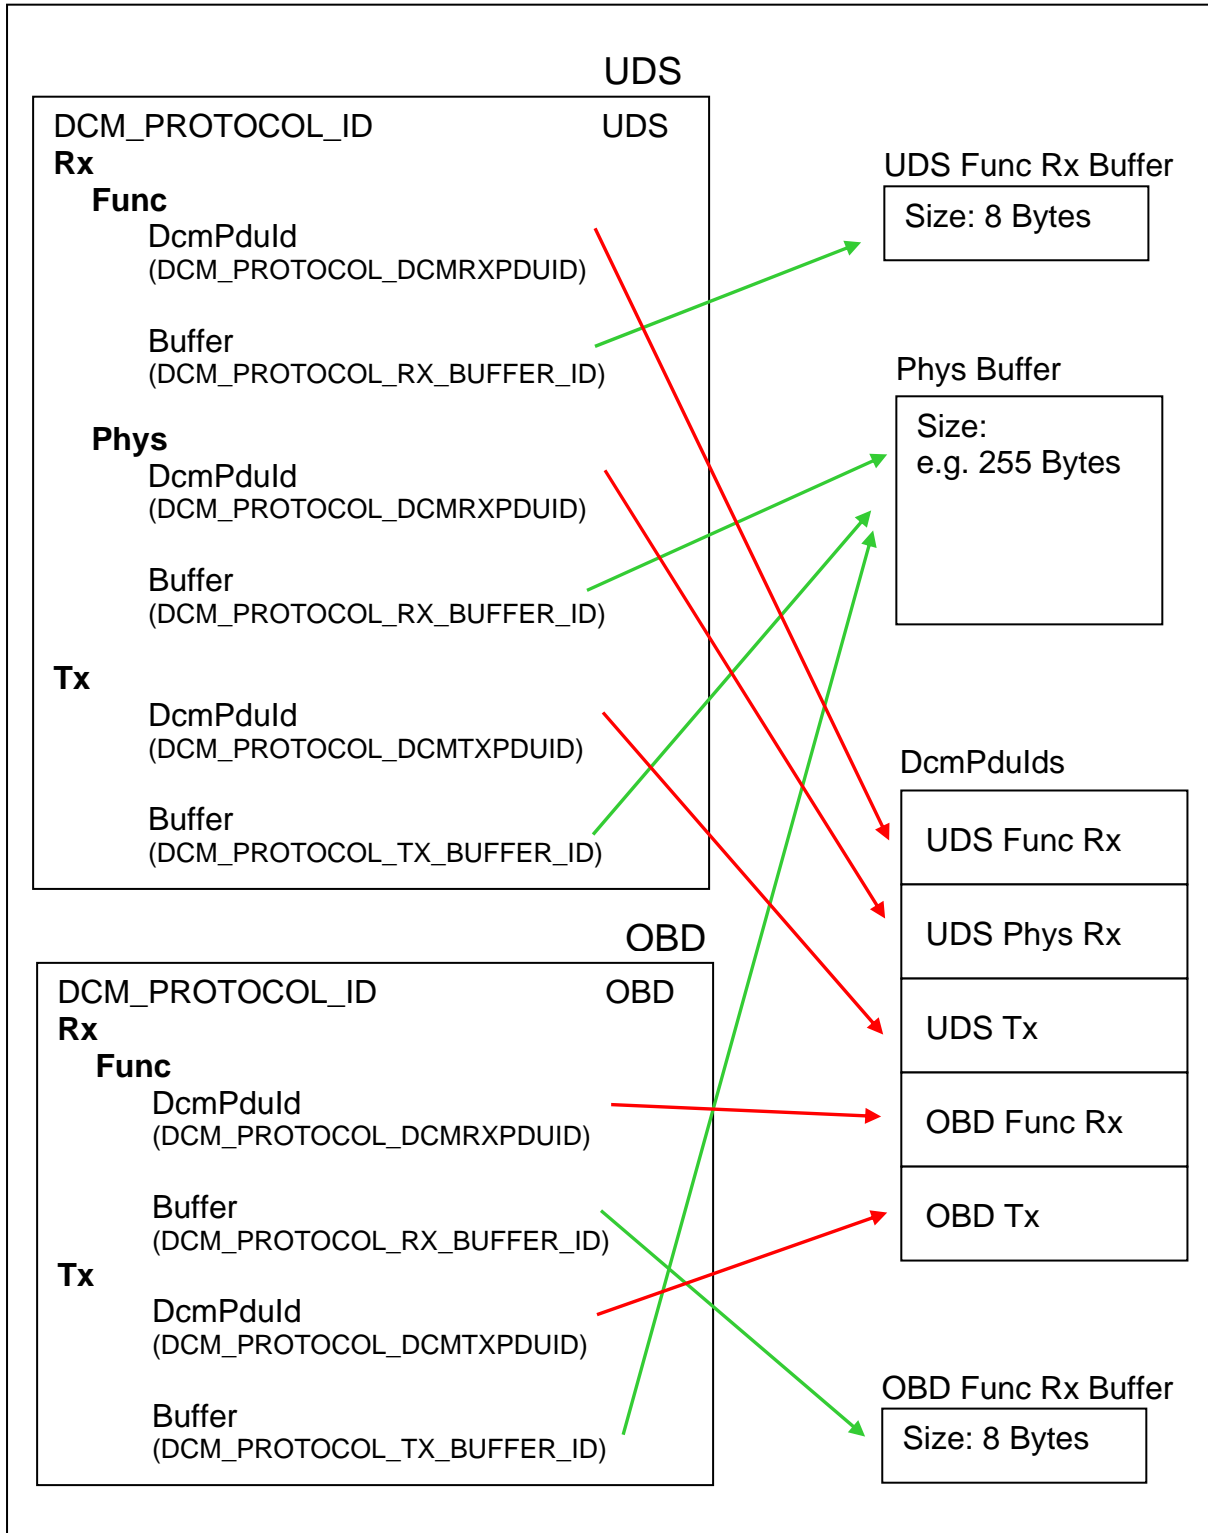 UDS
DCM_PROTOCOL_ID UDS
Rx
Func
DcmPduId
(DCM_PROTOCOL_DCMRXPDUID)
Buffer
(DCM_PROTOCOL_RX_BUFFER_ID)
Phys
DcmPduId
(DCM_PROTOCOL_DCMRXPDUID)
Buffer
(DCM_PROTOCOL_RX_BUFFER_ID)
Tx
DcmPduId
(DCM_PROTOCOL_DCMTXPDUID)
Buffer
(DCM_PROTOCOL_TX_BUFFER_ID)
OBD
DCM_PROTOCOL_ID OBD
Rx
Func
DcmPduId
(DCM_PROTOCOL_DCMRXPDUID)
Buffer
(DCM_PROTOCOL_RX_BUFFER_ID)
Tx
DcmPduId
(DCM_PROTOCOL_DCMTXPDUID)
Buffer
(DCM_PROTOCOL_TX_BUFFER_ID)
UDS Func Rx Buffer
Size: 8 Bytes
Phys Buffer
Size:
e.g. 255 Bytes
DcmPduIds
UDS Func Rx
UDS Phys Rx
UDS Tx
OBD Func Rx
OBD Tx
OBD Func Rx Buffer
Size: 8 Bytes